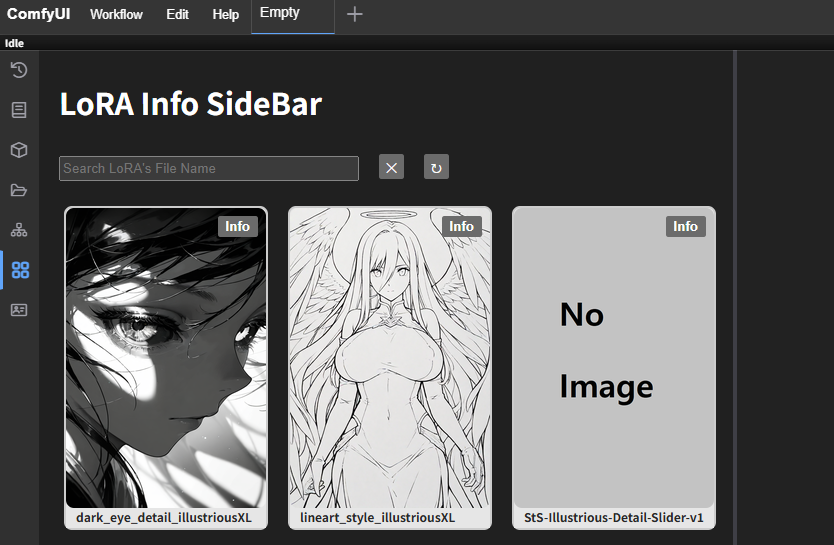 ComfyUI Workflow Edit Help Empty
Idle
LoRA Info SideBar
Search LoRA's File Name
Info
Info
Info
No
Image
dark_eye_detail_illustriousXL
lineart_style_illustriousXL
StS-Illustrious-Detail-Slider-v1